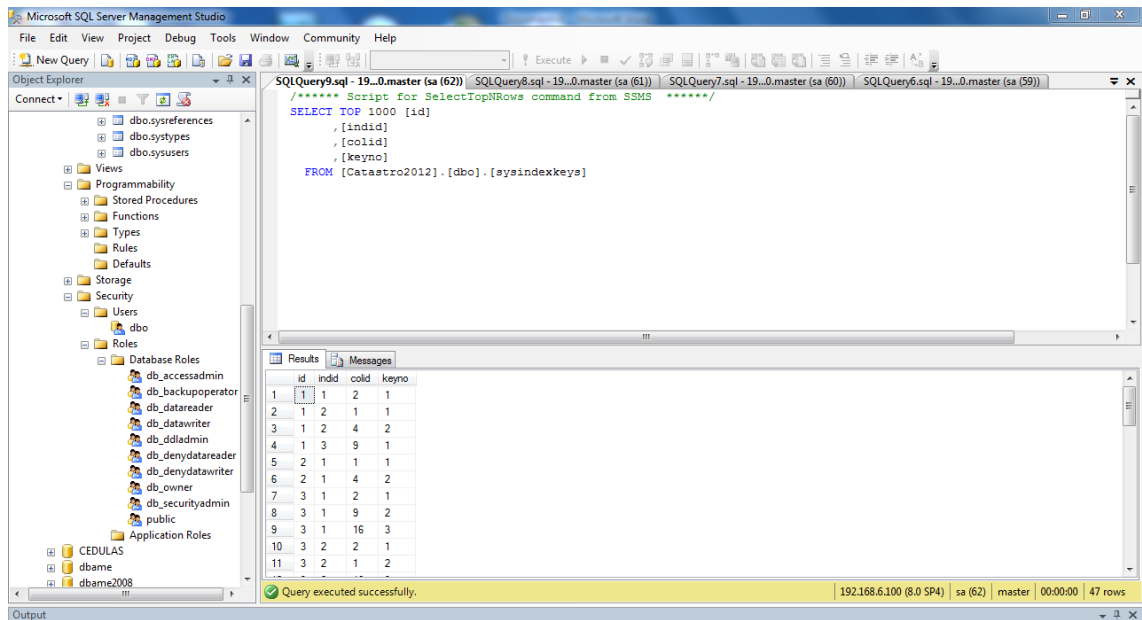 Microsoft SQL Server Management Studio
File Edit View Project Debug Tools Window Community Help
New Query Execute
Object Explorer
Connect
dbo.sysreferences
dbo.systypes
dbo.sysusers
Views
Programmability
Stored Procedures
Functions
Types
Rules
Defaults
Storage
Security
Users
dbo
Roles
Database Roles
db_accessadmin
db_backupoperator
db_datareader
db_datawriter
db_ddladmin
db_denydatareader
db_denydatawriter
db_owner
db_securityadmin
public
Application Roles
CEDULAS
dbame
dbame2008
SQLQuery9.sql - 19...0.master (sa (62)) SQLQuery8.sql - 19...0.master (sa (61)) SQLQuery7.sql - 19...0.master (sa (60)) SQLQuery6.sql - 19...0.master (sa (59))
/****** Script for SelectTopNRows command from SSMS ******/
SELECT TOP 1000 [id]
,[indid]
,[colid]
,[keyno]
FROM [Catastro2012].[dbo].[sysindexkeys]
Results Messages
id indid colid keyno
1 1 1 2 1
2 1 2 1 1
3 1 2 4 2
4 1 3 9 1
5 2 1 1 1
6 2 1 4 2
7 3 1 2 1
8 3 1 9 2
9 3 1 16 3
10 3 2 2 1
11 3 2 1 2
Query executed successfully. 192.168.6.100 (8.0 SP4) sa (62) master 00:00:00 47 rows
Output